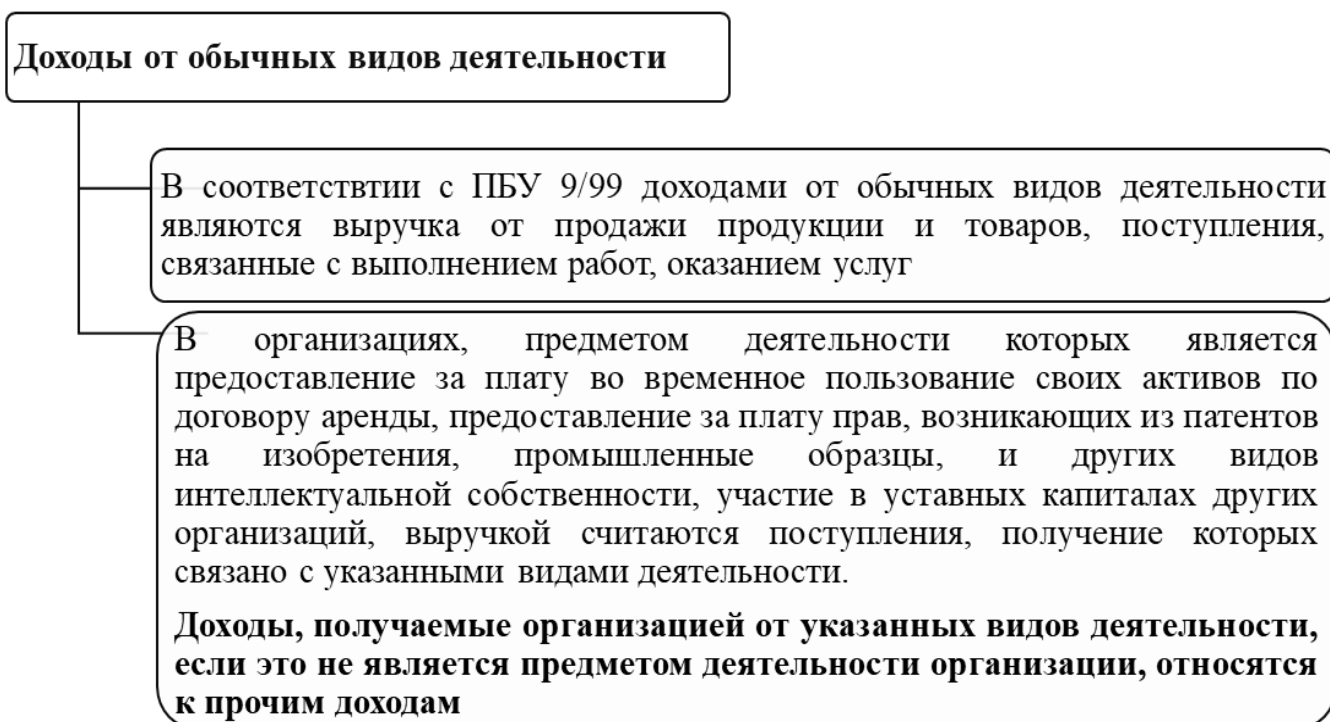 Доходы от обычных видов деятельности
В соответствтии с ПБУ 9/99 доходами от обычных видов деятельности
являются выручка от продажи продукции и товаров, поступления,
связанные с выполнением работ, оказанием услуг
В организациях, предметом деятельности которых является
предоставление за плату во временное пользование своих активов по
договору аренды, предоставление за плату прав, возникающих из патентов
на изобретения, промышленные образцы, и других видов
интеллектуальной собственности, участие в уставных капиталах других
организаций, выручкой считаются поступления, получение которых
связано с указанными видами деятельности.
Доходы, получаемые организацией от указанных видов деятельности,
если это не является предметом деятельности организации, относятся
к прочим доходам